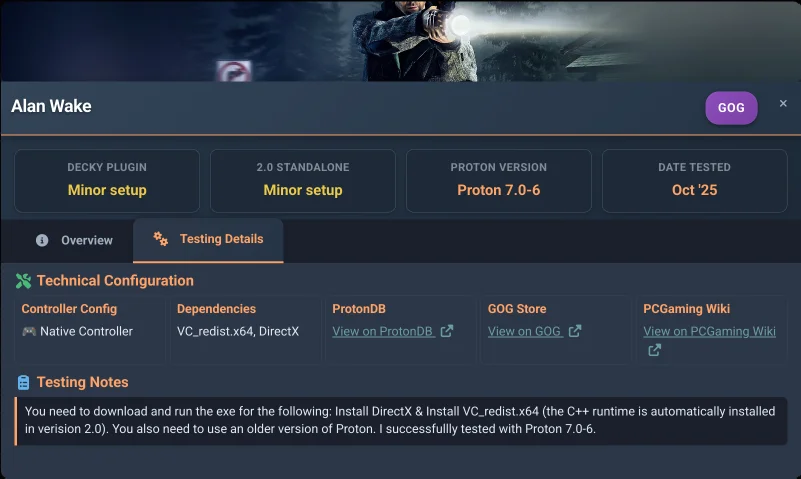 Alan Wake
GOG
×
DECKY PLUGIN
Minor setup
2.0 STANDALONE
Minor setup
PROTON VERSION
Proton 7.0-6
DATE TESTED
Oct '25
Overview
Testing Details
Technical Configuration
Controller Config
Native Controller
Dependencies
VC_redist.x64, DirectX
ProtonDB
View on ProtonDB
GOG Store
View on GOG
PCGaming Wiki
View on PCGaming Wiki
Testing Notes
You need to download and run the exe for the following: Install DirectX & Install VC_redist.x64 (the C++ runtime is automatically installed
in verision 2.0). You also need to use an older version of Proton. I successfullly tested with Proton 7.0-6.